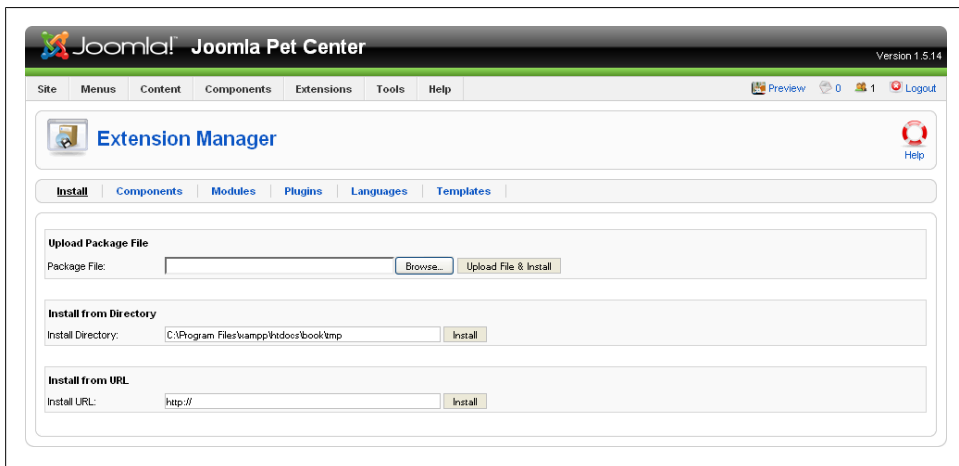 Joomla!™ Joomla Pet Center
Version 1.5.14
Site Menus Content Components Extensions Tools Help Preview 0 1 Logout
Extension Manager
Help
Install Components Modules Plugins Languages Templates
Upload Package File
Package File: Browse... Upload File & Install
Install from Directory
Install Directory: C:\Program Files\xampp\htdocs\book\tmp Install
Install from URL
Install URL: http:// Install